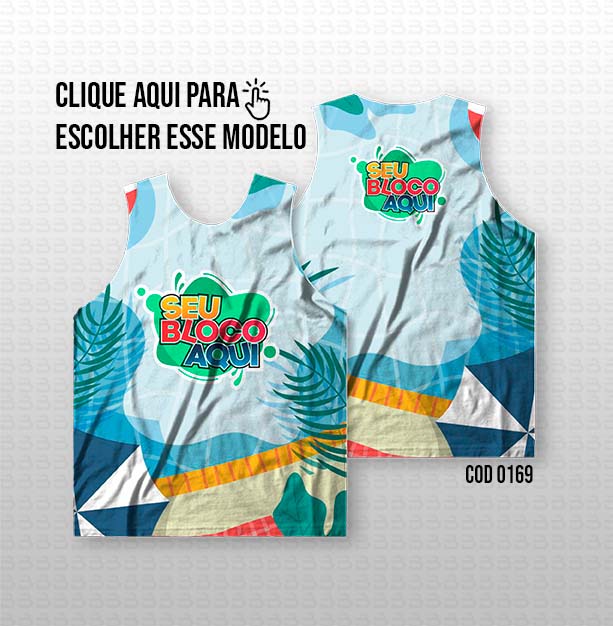 CLIQUE AQUI PARA
ESCOLHER ESSE MODELO
SEU
BLOCO
AQUI
SEU
BLOCO
AQUI
COD 0169